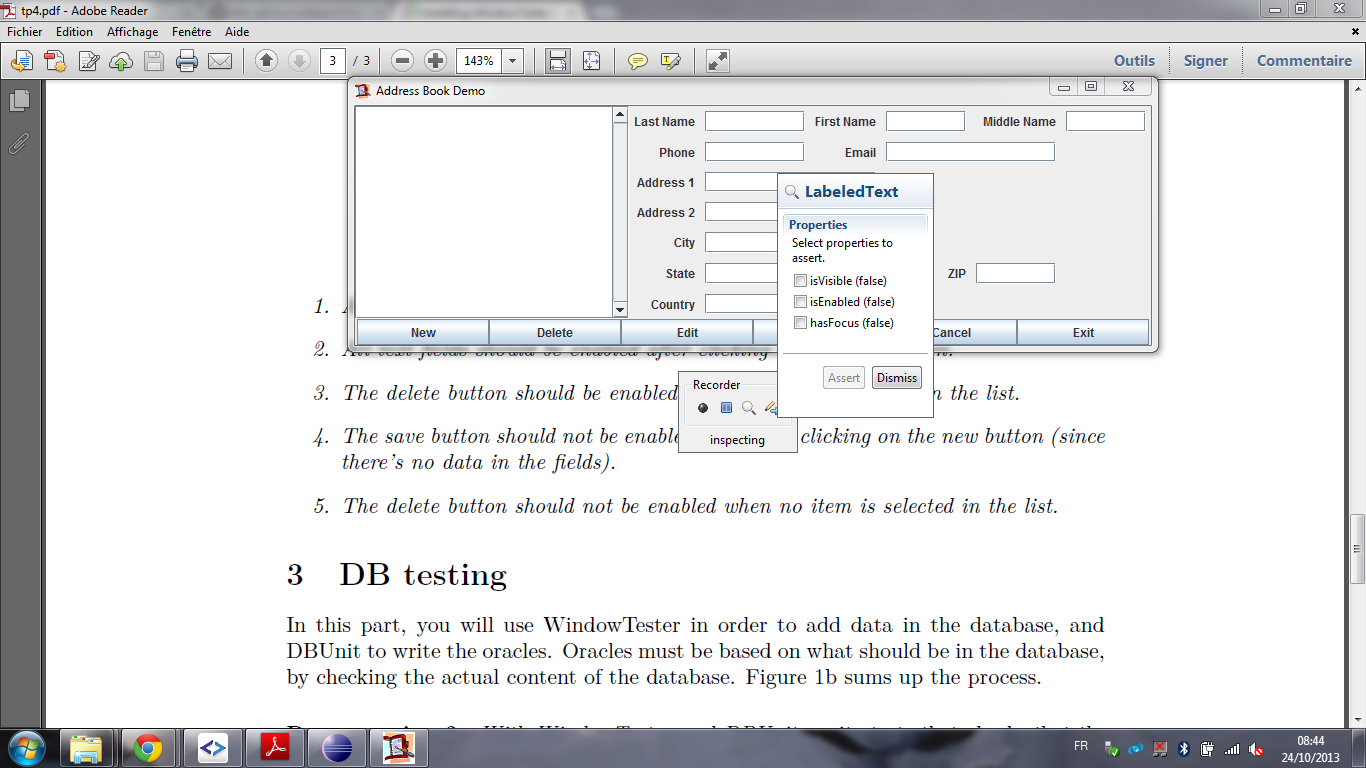 tp4.pdf - Adobe Reader
Fichier Edition Affichage Fenêtre Aide
3 / 3 143% Outils Signer Commentaire
Address Book Demo
Last Name First Name Middle Name
Phone Email
Address 1
Address 2
City
State ZIP
Country
New Delete Edit Cancel Exit
LabeledText
Properties
Select properties to
assert.
isVisible (false)
isEnabled (false)
hasFocus (false)
Assert Dismiss
Recorder
inspecting
1.
2. All text fields should be enabled after clicking
3. The delete button should be enabled n the list.
4. The save button should not be enable clicking on the new button (since
there's no data in the fields).
5. The delete button should not be enabled when no item is selected in the list.
3 DB testing
In this part, you will use WindowTester in order to add data in the database, and
DBUnit to write the oracles. Oracles must be based on what should be in the database,
by checking the actual content of the database. Figure 1b sums up the process.
FR 08:44
24/10/2013